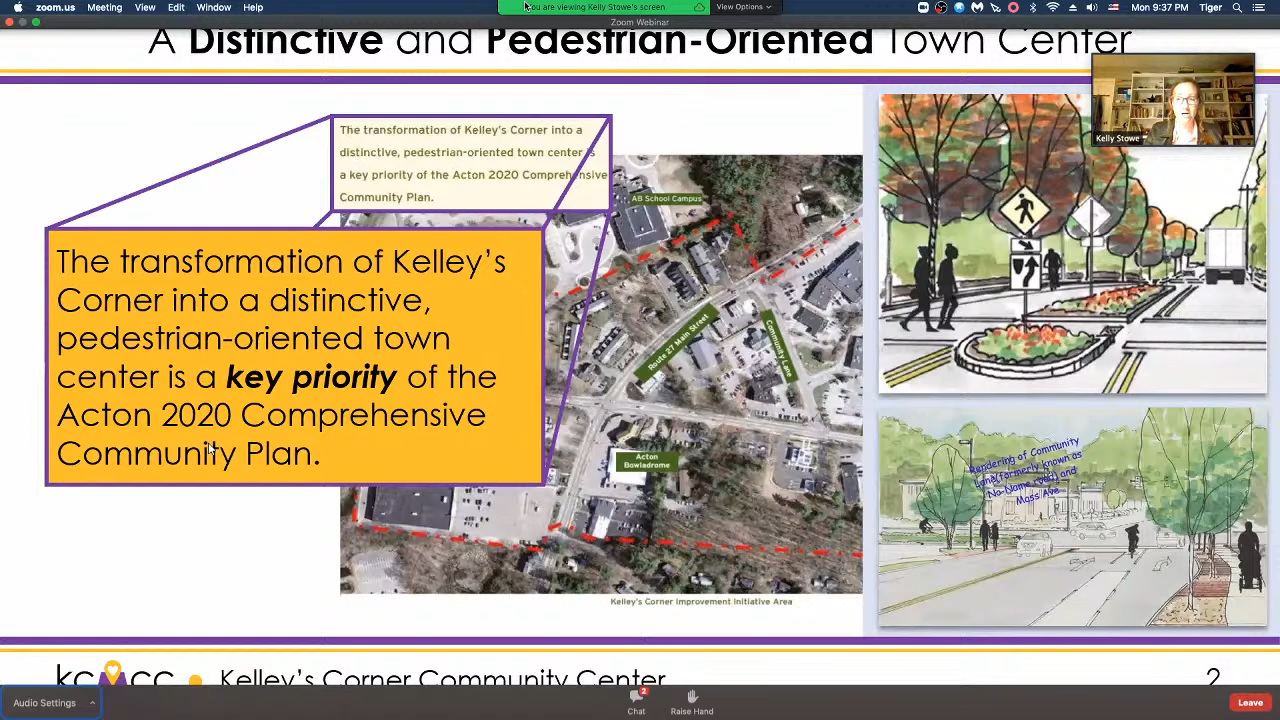 zoom.us Meeting View Edit Window Help
You are viewing Kelly Stowe's screen
View Options
Mon 9:37 PM Tiger
Zoom Webinar
A Distinctive and Pedestrian-Oriented Town Center
Kelly Stowe
The transformation of Kelley's Corner into a
distinctive, pedestrian-oriented town center is
a key priority of the Acton 2020 Comprehensive
Community Plan.
The transformation of Kelley's
Corner into a distinctive,
pedestrian-oriented town
center is a key priority of the
Acton 2020 Comprehensive
Community Plan.
AB School Campus
Route 27 Main Street
Community Lane
Acton
Bowladrome
Kelley's Corner Improvement Initiative Area
Rendering of Community
Lane(formerly known as
No-Name Road) and
Mass Ave
kc cc Kelley's Corner Community Center
2
Audio Settings
2
Chat
Raise Hand
Leave